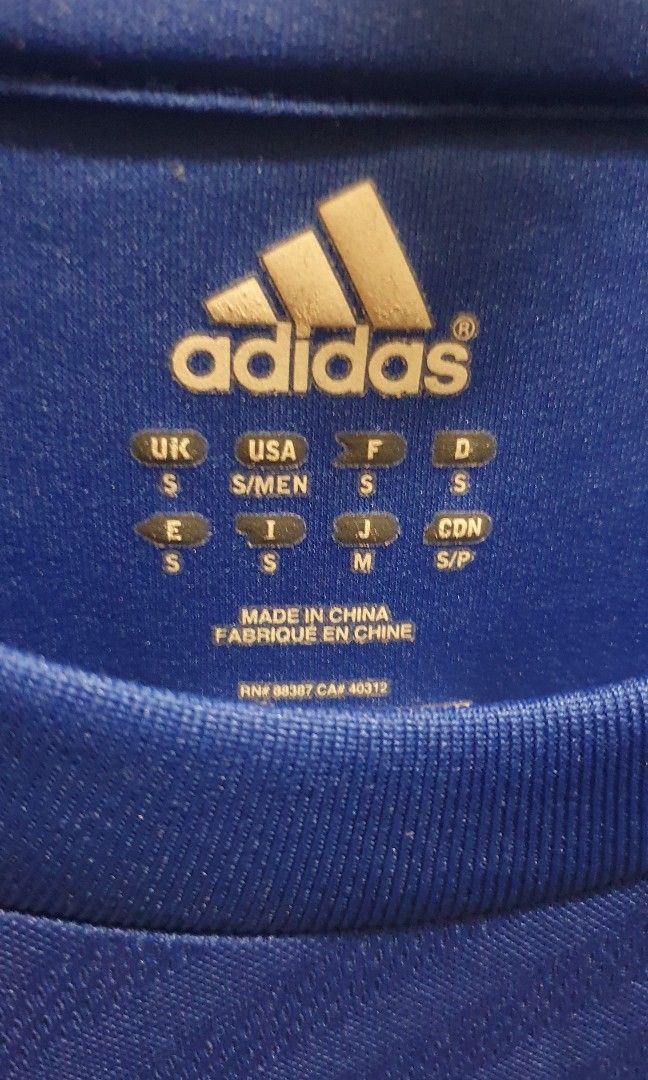 adidas®
UK USA F D
S S/MEN S S
E I J CDN
S S M S/P
MADE IN CHINA
FABRIQUÉ EN CHINE
RN# 88387 CA# 40312